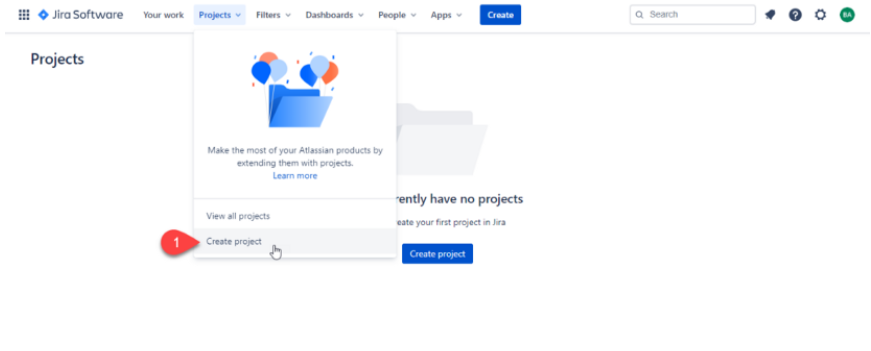 Jira Software Your work Projects Filters Dashboards People Apps Create Search BA
Projects
Make the most of your Atlassian products by
extending them with projects.
Learn more
rently have no projects
View all projects
eate your first project in Jira
1 Create project
Create project